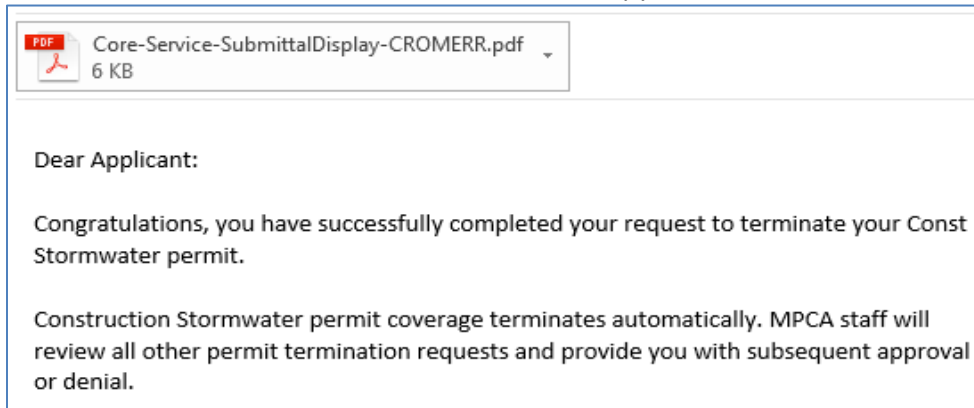 PDF
Core-Service-SubmittalDisplay-CROMERR.pdf
6 KB
Dear Applicant:
Congratulations, you have successfully completed your request to terminate your Const
Stormwater permit.
Construction Stormwater permit coverage terminates automatically. MPCA staff will
review all other permit termination requests and provide you with subsequent approval
or denial.